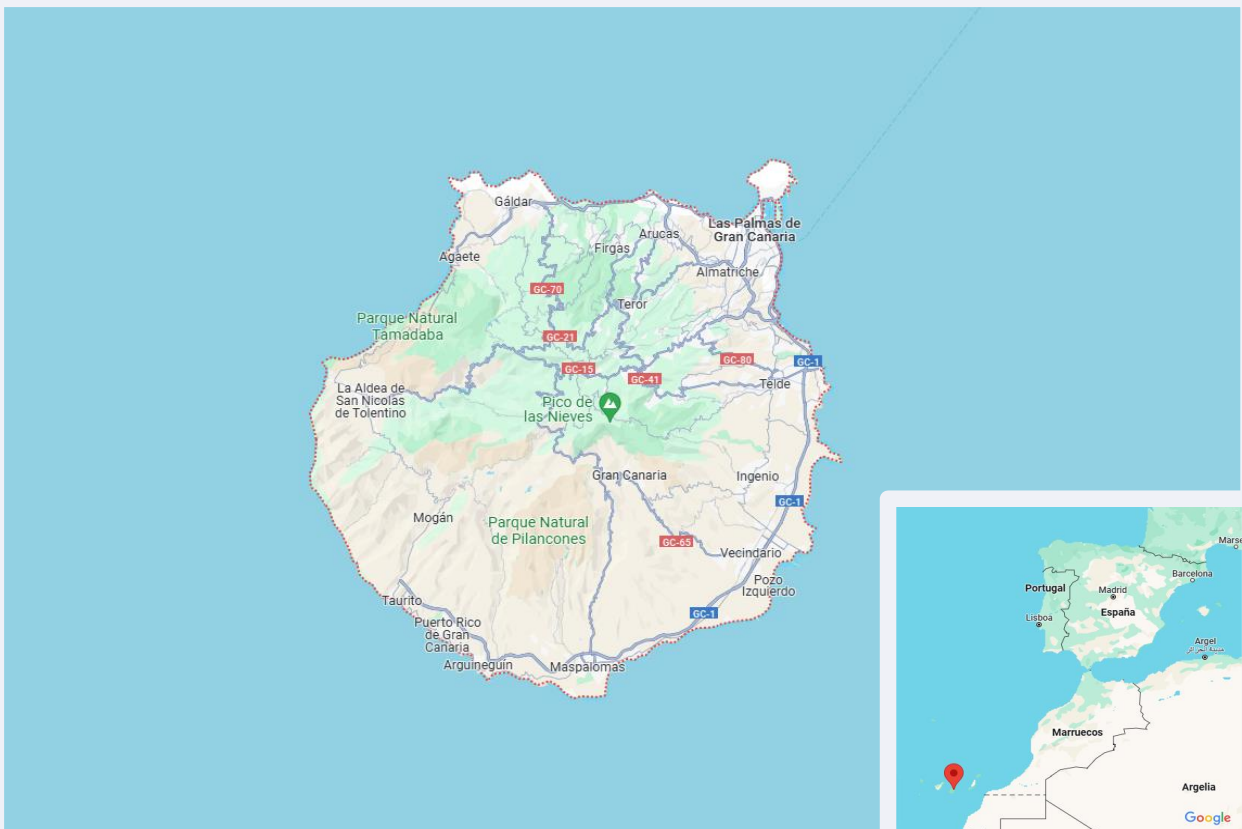 Gáldar
Las Palmas de
Gran Canaria
Arucas
Firgas
Agaete
Almatriche
GC-70
Teror
Parque Natural
Tamadaba
GC-21
GC-80
GC-1
GC-15
GC-41
Telde
La Aldea de
San Nicolas
de Tolentino
Pico de
las Nieves
Gran Canaria
Ingenio
GC-1
Mogán
Parque Natural
de Pilancones
GC-65
Vecindario
Pozo
Izquierdo
Taurito
GC-1
Puerto Rico
de Gran
Canaria
Arguineguín
Maspalomas
Marse
Barcelona
Portugal
Madrid
España
Lisboa
Argel
Marruecos
Argelia
Google